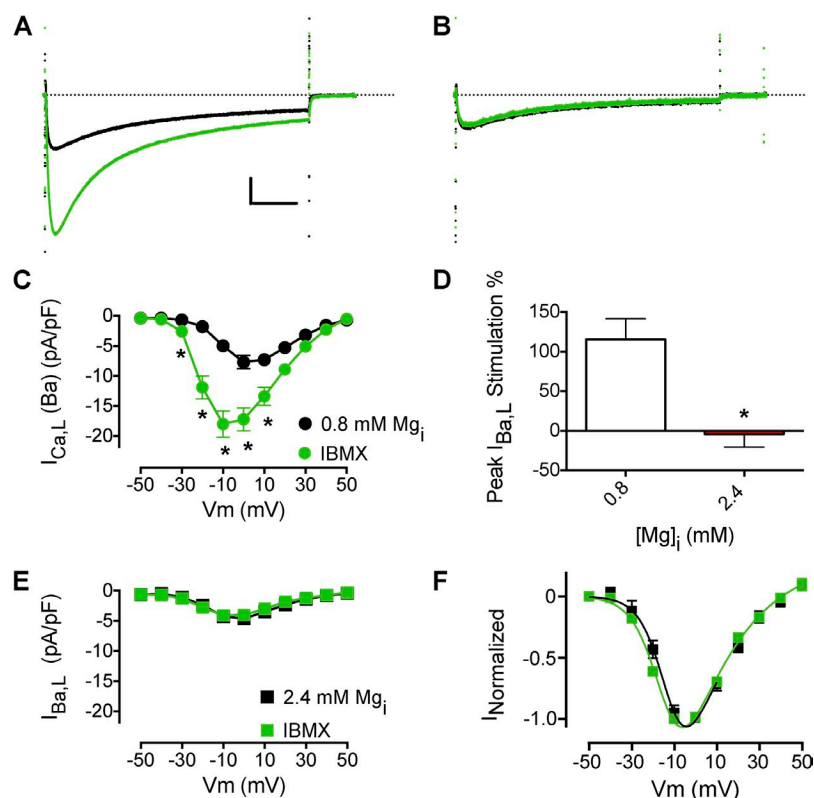 A
B
C
I_Ca,L (Ba) (pA/pF)
0
-5
-10
-15
-20
*
*
*
*
*
0.8 mM Mg_i
IBMX
-50 -30 -10 10 30 50
Vm (mV)
D
Peak I_Ba,L Stimulation %
150
100
50
0
-50
*
0.8
2.4
[Mg]_i (mM)
E
I_Ba,L (pA/pF)
0
-5
-10
-15
-20
2.4 mM Mg_i
IBMX
-50 -30 -10 10 30 50
Vm (mV)
F
I_Normalized
0
-0.5
-1.0
-50 -30 -10 10 30 50
Vm (mV)